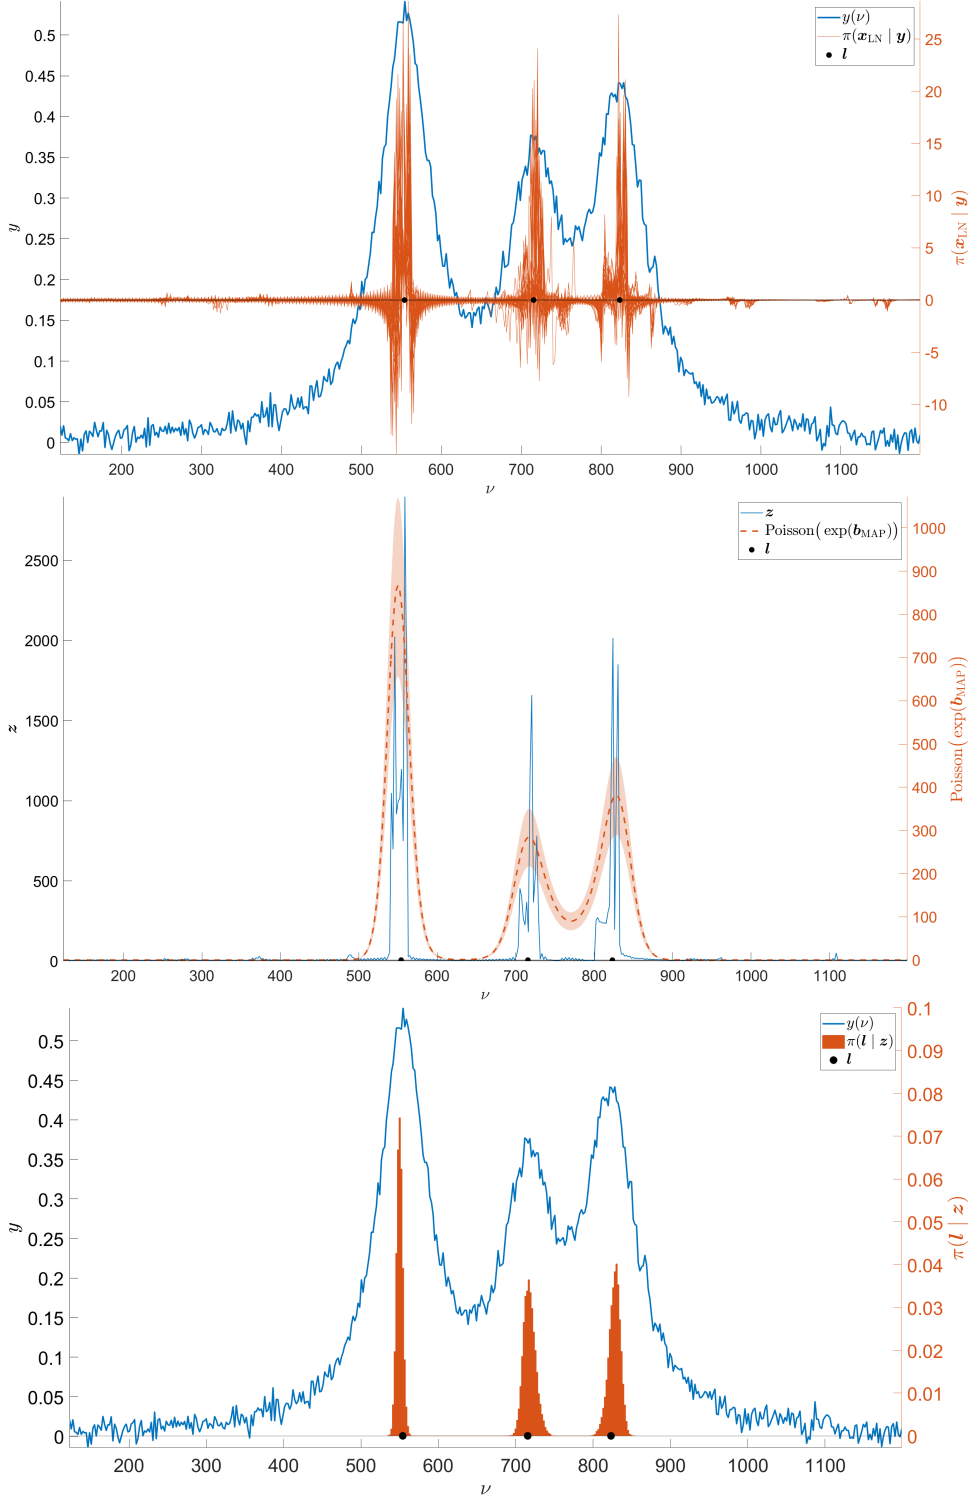 y(ν)
π(x_LN | y)
l
0.5
0.45
0.4
0.35
0.3
0.25
0.2
0.15
0.1
0.05
0
y
25
20
15
10
5
0
-5
-10
π(x_LN | y)
200 300 400 500 600 700 800 900 1000 1100
ν
z
Poisson(exp(b_MAP))
l
2500
2000
1500
1000
500
0
z
1000
900
800
700
600
500
400
300
200
100
0
Poisson(exp(b_MAP))
200 300 400 500 600 700 800 900 1000 1100
ν
y(ν)
π(l | z)
l
0.5
0.45
0.4
0.35
0.3
0.25
0.2
0.15
0.1
0.05
0
y
0.1
0.09
0.08
0.07
0.06
0.05
0.04
0.03
0.02
0.01
0
π(l | z)
200 300 400 500 600 700 800 900 1000 1100
ν